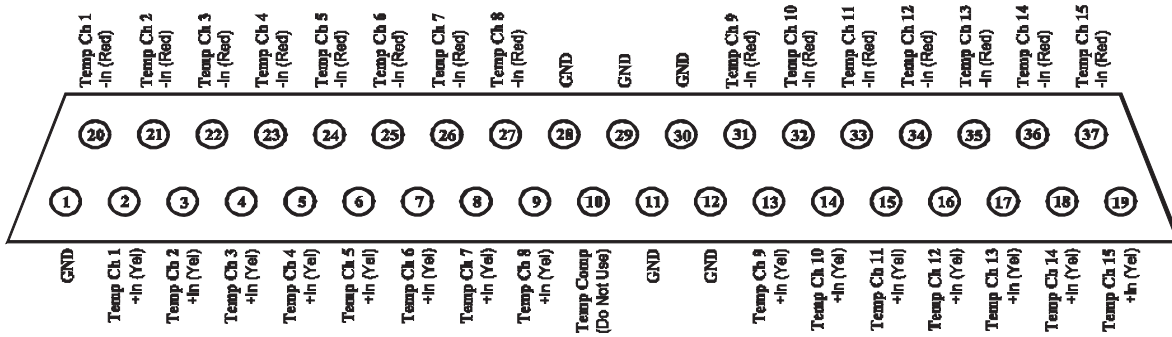 Temp Ch 1
-In (Red)
Temp Ch 2
-In (Red)
Temp Ch 3
-In (Red)
Temp Ch 4
-In (Red)
Temp Ch 5
-In (Red)
Temp Ch 6
-In (Red)
Temp Ch 7
-In (Red)
Temp Ch 8
-In (Red)
GND
GND
GND
Temp Ch 9
-In (Red)
Temp Ch 10
-In (Red)
Temp Ch 11
-In (Red)
Temp Ch 12
-In (Red)
Temp Ch 13
-In (Red)
Temp Ch 14
-In (Red)
Temp Ch 15
-In (Red)
20 21 22 23 24 25 26 27 28 29 30 31 32 33 34 35 36 37
1 2 3 4 5 6 7 8 9 10 11 12 13 14 15 16 17 18 19
GND
Temp Ch 1
+In (Yel)
Temp Ch 2
+In (Yel)
Temp Ch 3
+In (Yel)
Temp Ch 4
+In (Yel)
Temp Ch 5
+In (Yel)
Temp Ch 6
+In (Yel)
Temp Ch 7
+In (Yel)
Temp Ch 8
+In (Yel)
Temp Comp
(Do Not Use)
GND
GND
Temp Ch 9
+In (Yel)
Temp Ch 10
+In (Yel)
Temp Ch 11
+In (Yel)
Temp Ch 12
+In (Yel)
Temp Ch 13
+In (Yel)
Temp Ch 14
+In (Yel)
Temp Ch 15
+In (Yel)